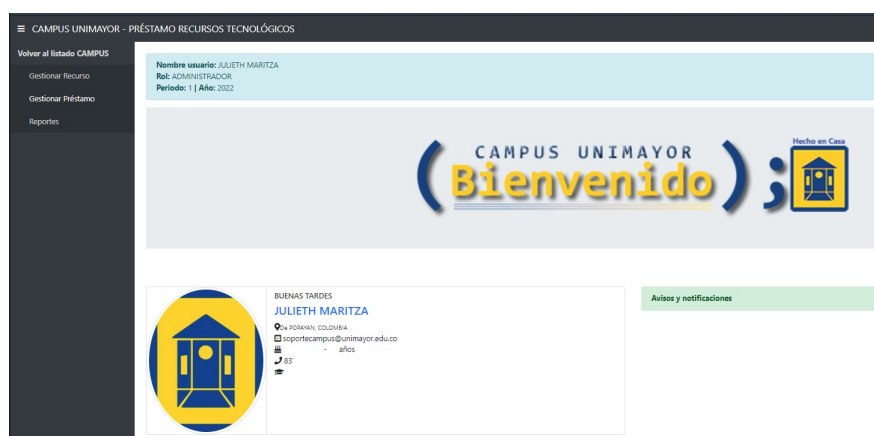 ≡ CAMPUS UNIMAYOR - PRÉSTAMO RECURSOS TECNOLÓGICOS
Volver al listado CAMPUS
Gestionar Recurso
Gestionar Préstamo
Reportes
Nombre usuario: JULIETH MARITZA
Rol: ADMINISTRADOR
Periodo: 1 | Año: 2022
CAMPUS UNIMAYOR
Bienvenido
Hecho en Casa
BUENAS TARDES
JULIETH MARITZA
De POPAYAN, COLOMBIA
soportecampus@unimayor.edu.co
- años
83'
Avisos y notificaciones